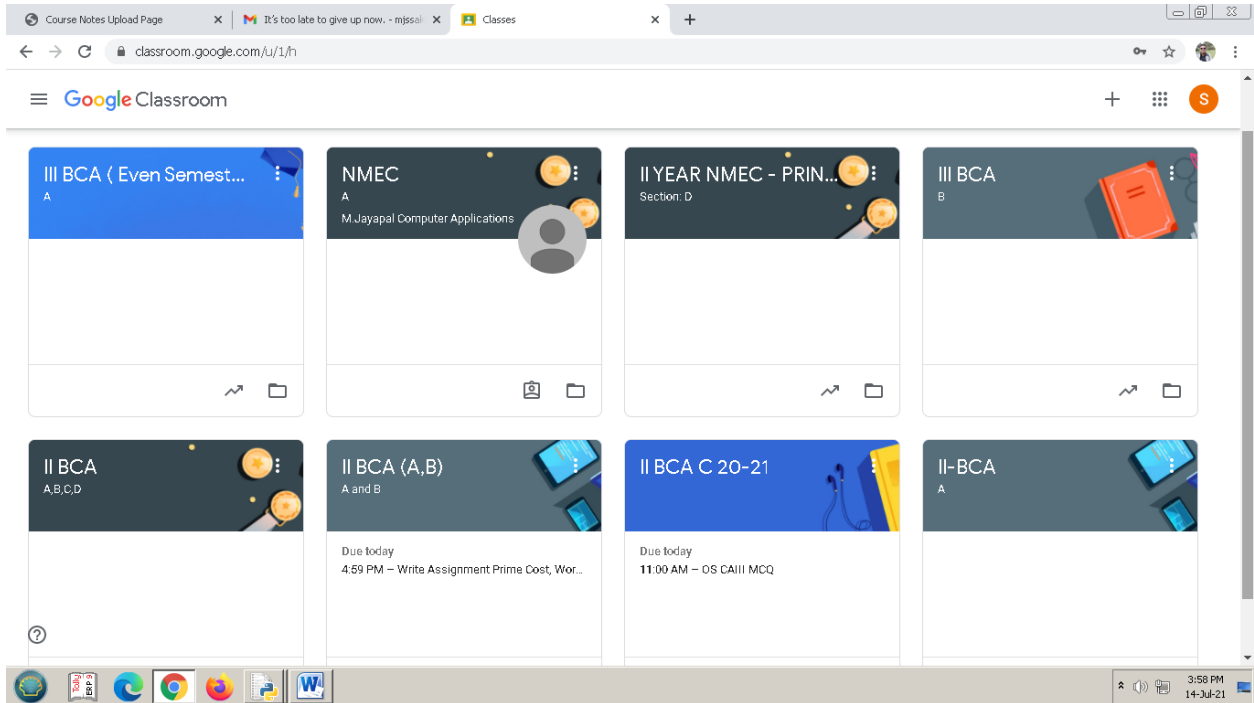 Course Notes Upload Page
It's too late to give up now. - mjssai
Classes
classroom.google.com/u/1/h
Google Classroom
S
III BCA ( Even Semest...
A
NMEC
A
M.Jayapal Computer Applications
II YEAR NMEC - PRIN...
Section: D
III BCA
B
II BCA
A,B,C,D
II BCA (A,B)
A and B
Due today
4:59 PM – Write Assignment Prime Cost, Wor...
II BCA C 20-21
Due today
11:00 AM – OS CAIII MCQ
II-BCA
A
Tally
ERP 9
W
3:58 PM
14-Jul-21